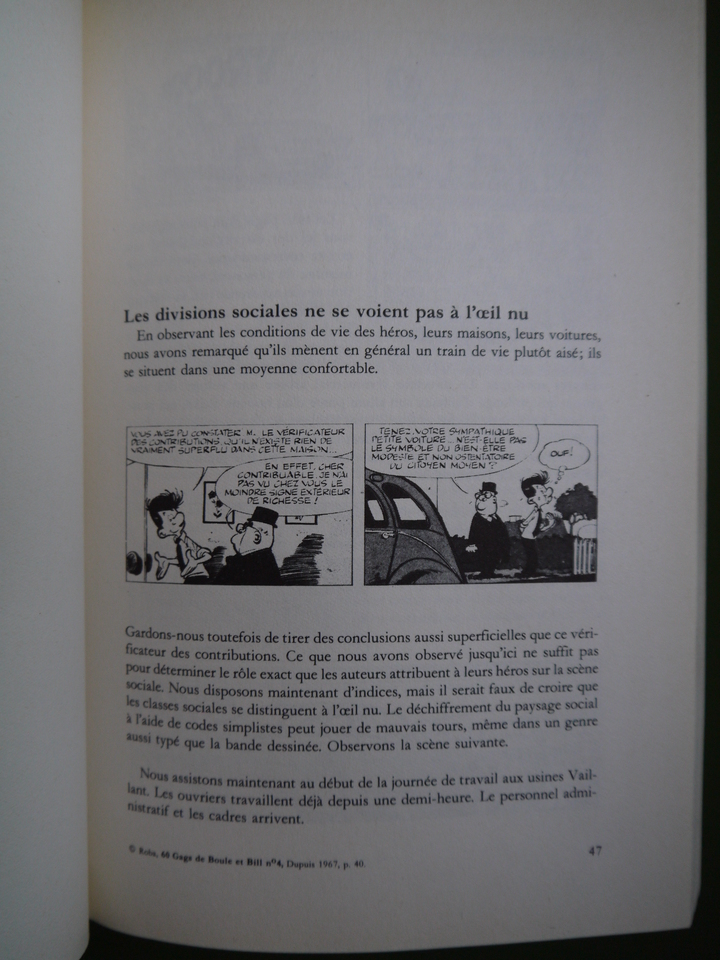 Les divisions sociales ne se voient pas à l'œil nu
En observant les conditions de vie des héros, leurs maisons, leurs voitures,
nous avons remarqué qu'ils mènent en général un train de vie plutôt aisé; ils
se situent dans une moyenne confortable.
VOUS AVEZ PU CONSTATER M. LE VÉRIFICATEUR
DES CONTRIBUTIONS, QU'IL N'EXISTE RIEN DE
VRAIMENT SUPERFLU DANS CETTE MAISON...
EN EFFET, CHER
CONTRIBUABLE. JE N'AI
PAS VU CHEZ VOUS LE
MOINDRE SIGNE EXTÉRIEUR
DE RICHESSE !
TENEZ, VOTRE SYMPATHIQUE
PETITE VOITURE... N'EST-ELLE PAS
LE SYMBOLE DU BIEN-ÊTRE
MODESTE ET NON OSTENTATOIRE
DU CITOYEN MOYEN ?
OUF!
Gardons-nous toutefois de tirer des conclusions aussi superficielles que ce véri-
ficateur des contributions. Ce que nous avons observé jusqu'ici ne suffit pas
pour déterminer le rôle exact que les auteurs attribuent à leurs héros sur la scène
sociale. Nous disposons maintenant d'indices, mais il serait faux de croire que
les classes sociales se distinguent à l'œil nu. Le déchiffrement du paysage social
à l'aide de codes simplistes peut jouer de mauvais tours, même dans un genre
aussi typé que la bande dessinée. Observons la scène suivante.
Nous assistons maintenant au début de la journée de travail aux usines Vail-
lant. Les ouvriers travaillent déjà depuis une demi-heure. Le personnel admi-
nistratif et les cadres arrivent.
© Roba, 60 Gags de Boule et Bill n°4, Dupuis 1967, p. 40.
47